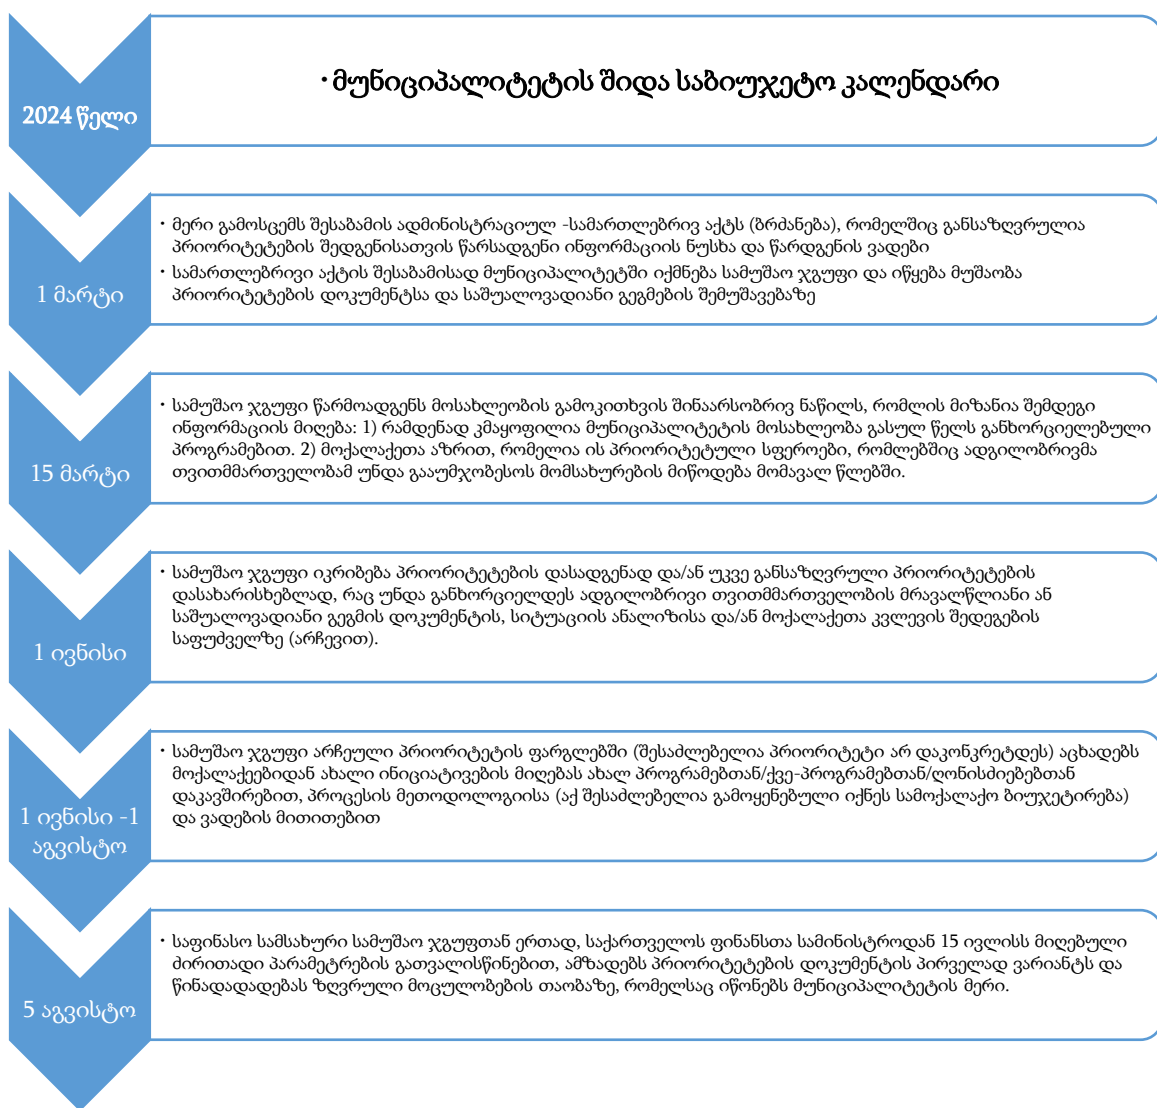 2024 წელი
· მუნიციპალიტეტის შიდა საბიუჯეტო კალენდარი
1 მარტი
· მერი გამოსცემს შესაბამის ადმინისტრაციულ -სამართლებრივ აქტს (ბრძანება), რომელშიც განსაზღვრულია
პრიორიტეტების შედგენისათვის წარსადგენი ინფორმაციის ნუსხა და წარდგენის ვადები
· სამართლებრივი აქტის შესაბამისად მუნიციპალიტეტში იქმნება სამუშაო ჯგუფი და იწყება მუშაობა
პრიორიტეტების დოკუმენტსა და საშუალოვადიანი გეგმების შემუშავებაზე
15 მარტი
· სამუშაო ჯგუფი წარმოადგენს მოსახლეობის გამოკითხვის შინაარსობრივ ნაწილს, რომლის მიზანია შემდეგი
ინფორმაციის მიღება: 1) რამდენად კმაყოფილია მუნიციპალიტეტის მოსახლეობა გასულ წელს განხორციელებული
პროგრამებით. 2) მოქალაქეთა აზრით, რომელია ის პრიორიტეტული სფეროები, რომლებშიც ადგილობრივმა
თვითმმართველობამ უნდა გააუმჯობესოს მომსახურების მიწოდება მომავალ წლებში.
1 ივნისი
· სამუშაო ჯგუფი იკრიბება პრიორიტეტების დასადგენად და/ან უკვე განსაზღვრული პრიორიტეტების
დასახარისხებლად, რაც უნდა განხორციელდეს ადგილობრივი თვითმმართველობის მრავალწლიანი ან
საშუალოვადიანი გეგმის დოკუმენტის, სიტუაციის ანალიზისა და/ან მოქალაქეთა კვლევის შედეგების
საფუძველზე (არჩევით).
1 ივნისი -1
აგვისტო
· სამუშაო ჯგუფი არჩეული პრიორიტეტის ფარგლებში (შესაძლებელია პრიორიტეტი არ დაკონკრეტდეს) აცხადებს
მოქალაქეებიდან ახალი ინიციატივების მიღებას ახალ პროგრამებთან/ქვე-პროგრამებთან/ღონისძიებებთან
დაკავშირებით, პროცესის მეთოდოლოგიისა (აქ შესაძლებელია გამოყენებული იქნეს სამოქალაქო ბიუჯეტირება)
და ვადების მითითებით
5 აგვისტო
· საფინასო სამსახური სამუშაო ჯგუფთან ერთად, საქართველოს ფინანსთა სამინისტროდან 15 ივლისს მიღებული
ძირითადი პარამეტრების გათვალისწინებით, ამზადებს პრიორიტეტების დოკუმენტის პირველად ვარიანტს და
წინადადადებას ზღვრული მოცულობების თაობაზე, რომელსაც იწონებს მუნიციპალიტეტის მერი.